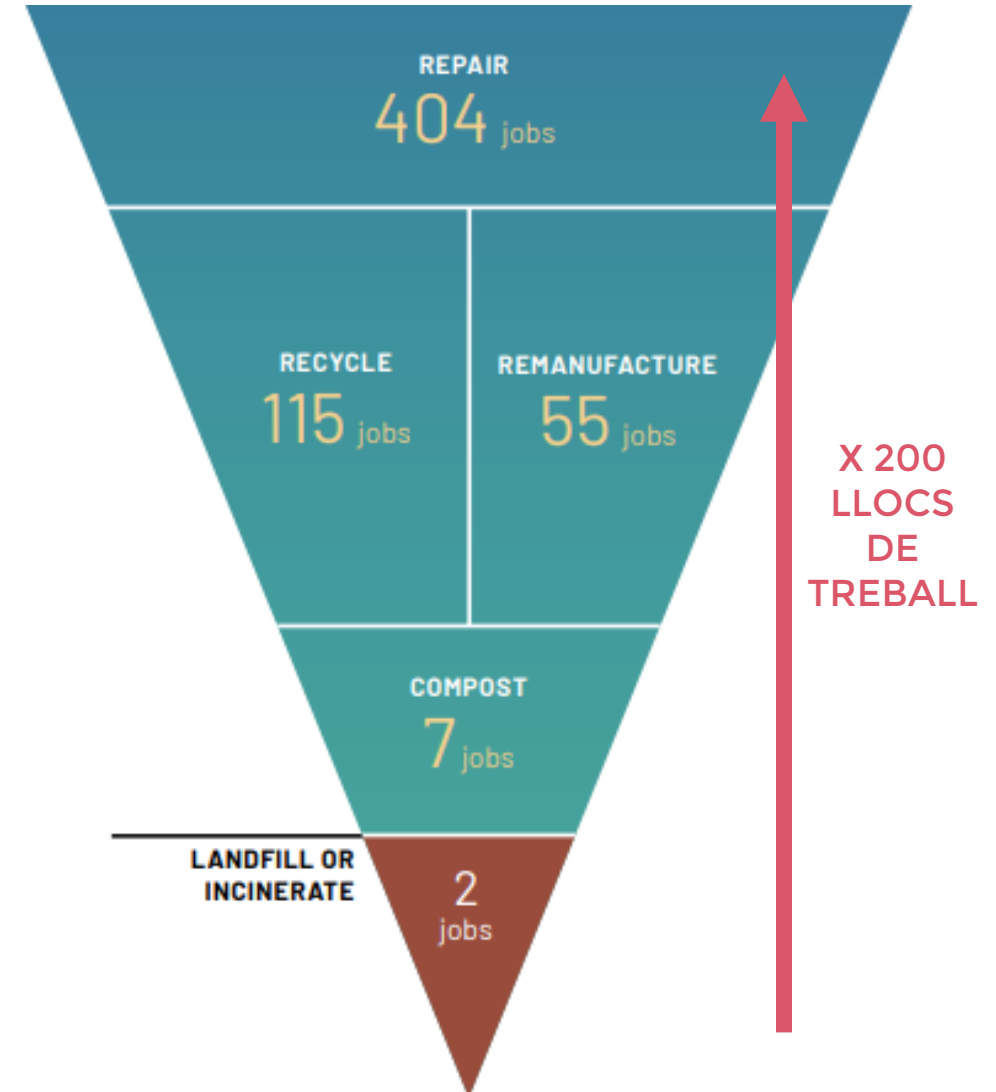 REPAIR
404 jobs
RECYCLE
115 jobs
REMANUFACTURE
55 jobs
X 200
LLOCS
DE
TREBALL
COMPOST
7 jobs
LANDFILL OR
INCINERATE
2
jobs